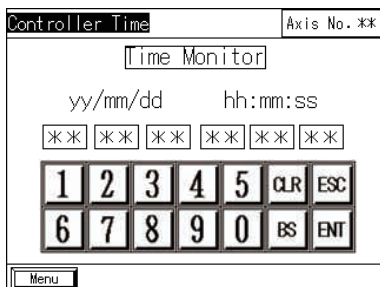 Controller Time Axis No.**
Time Monitor
yy/mm/dd hh:mm:ss
** ** ** ** ** **
1 2 3 4 5 CLR ESC
6 7 8 9 0 BS ENT
Menu